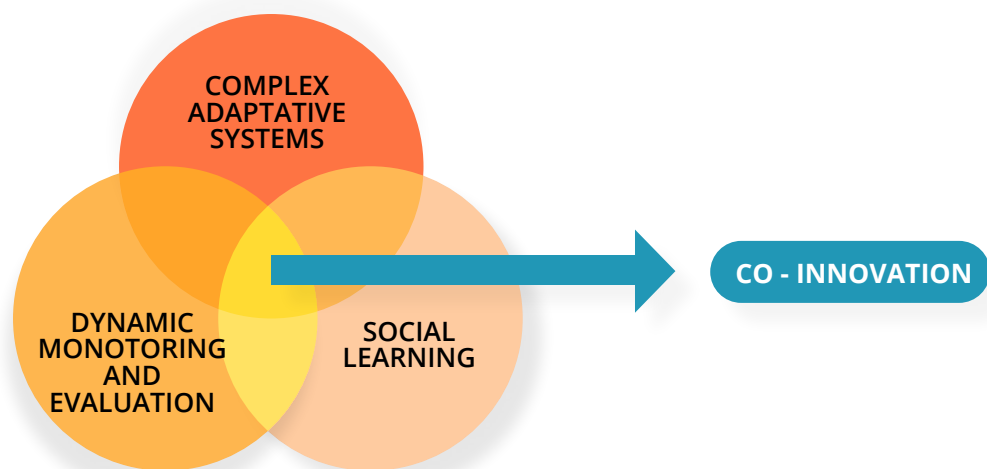 COMPLEX
ADAPTATIVE
SYSTEMS
DYNAMIC
MONOTORING
AND
EVALUATION
SOCIAL
LEARNING
CO - INNOVATION